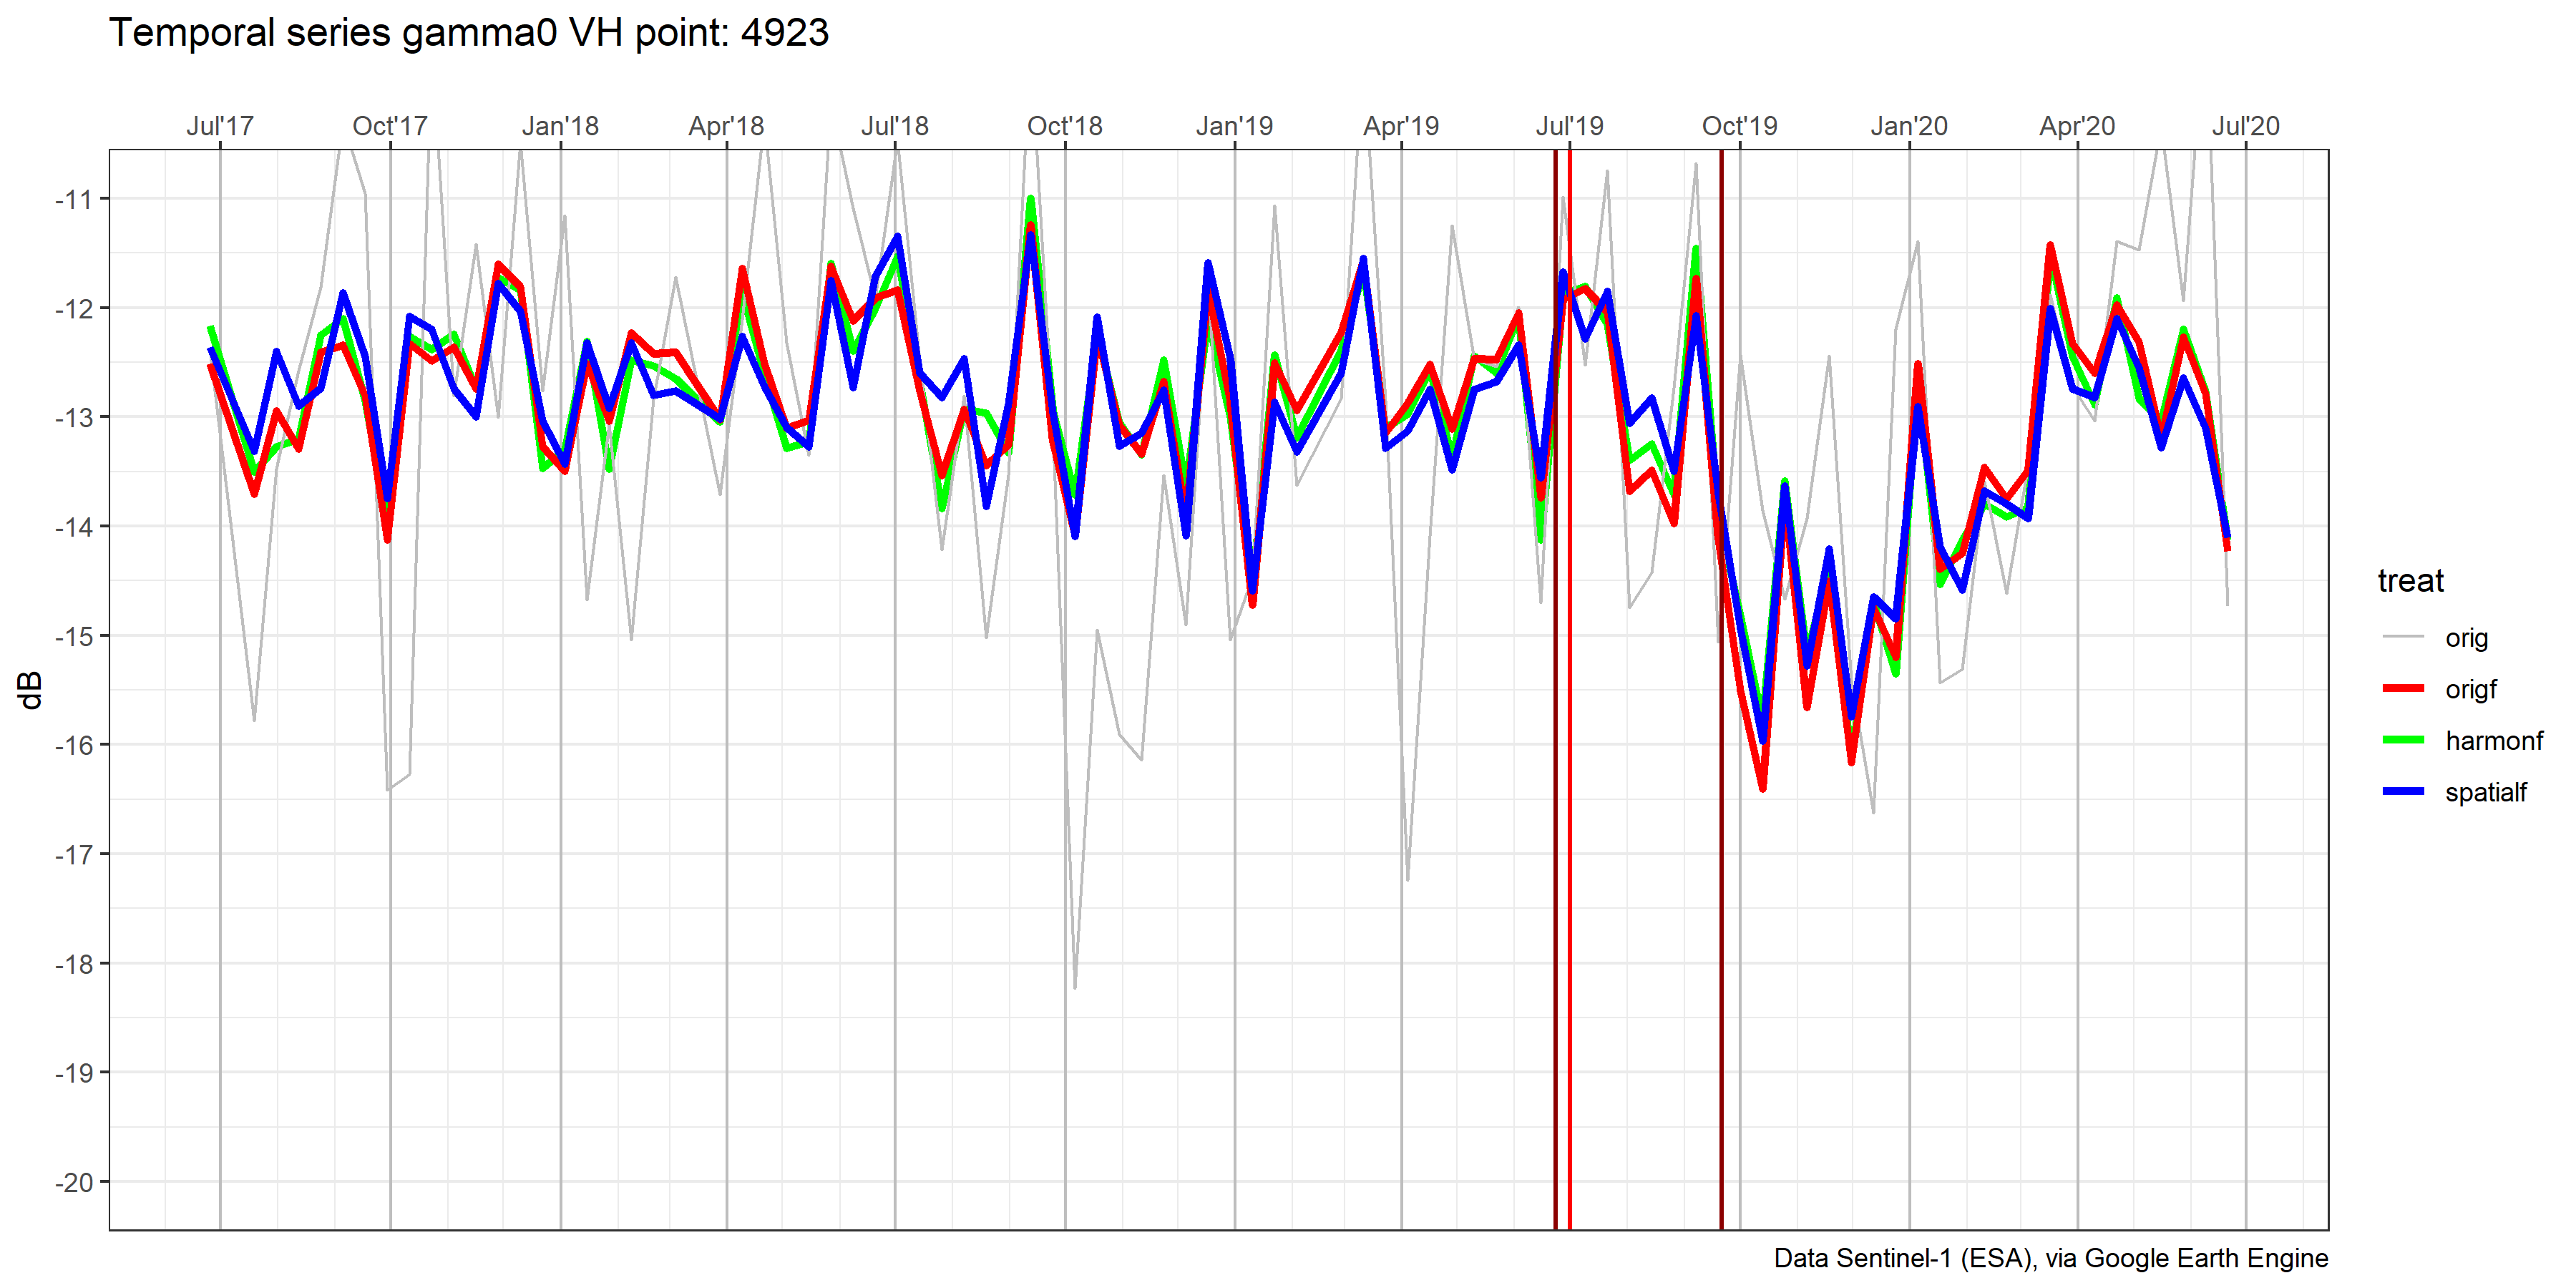 Temporal series gamma0 VH point: 4923
Jul'17 Oct'17 Jan'18 Apr'18 Jul'18 Oct'18 Jan'19 Apr'19 Jul'19 Oct'19 Jan'20 Apr'20 Jul'20
-11
-12
-13
-14
-15
-16
-17
-18
-19
-20
dB
treat
orig
origf
harmonf
spatialf
Data Sentinel-1 (ESA), via Google Earth Engine